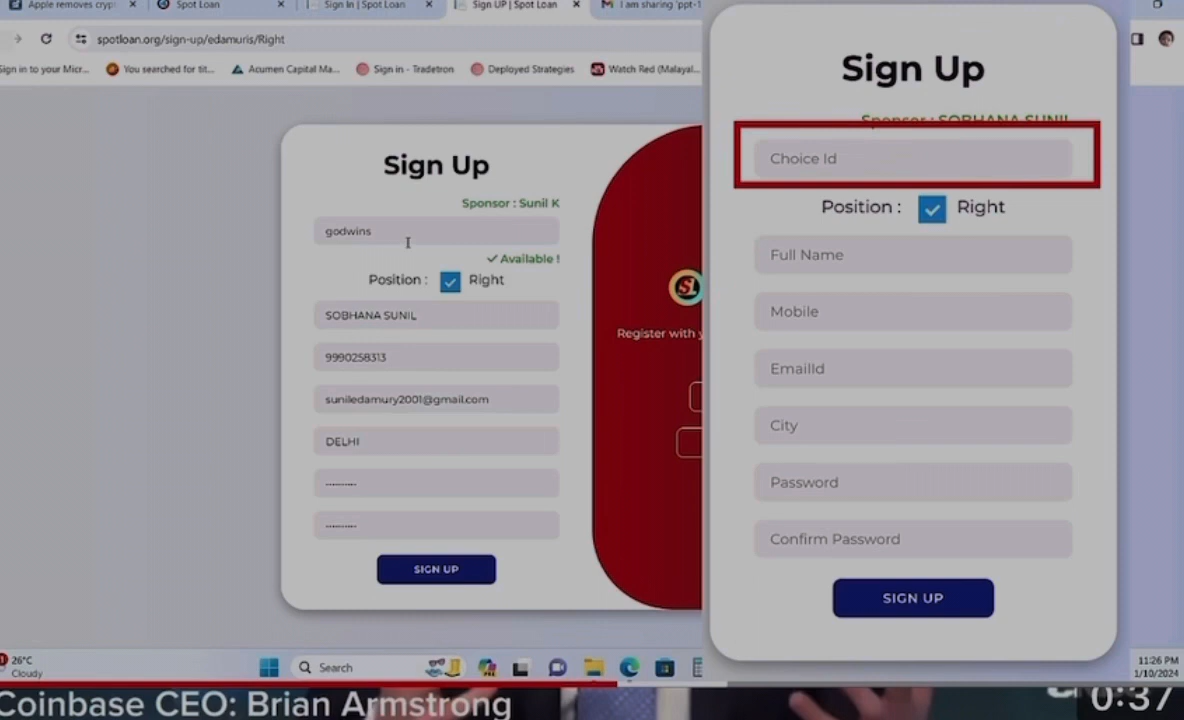 Apple removes crypt
Spot Loan
Sign In | Spot Loan
Sign UP | Spot Loan
I am sharing 'ppt-1
spotloan.org/sign-up/edamuris/Right
Sign in to your Micr...
You searched for tit...
Acumen Capital Ma...
Sign in - Tradetron
Deployed Strategies
Watch Red (Malayal...
Sign Up
Sponsor : Sunil K
godwins
Available !
Position :
Right
SOBHANA SUNIL
9990258313
suniledamury2001@gmail.com
DELHI
SIGN UP
SL
Register with
Sign Up
Sponsor : SOBHANA SUNIL
Choice Id
Position :
Right
Full Name
Mobile
EmailId
City
Password
Confirm Password
SIGN UP
26°C
Cloudy
Search
11:26 PM
1/10/2024
Coinbase CEO: Brian Armstrong
0:37